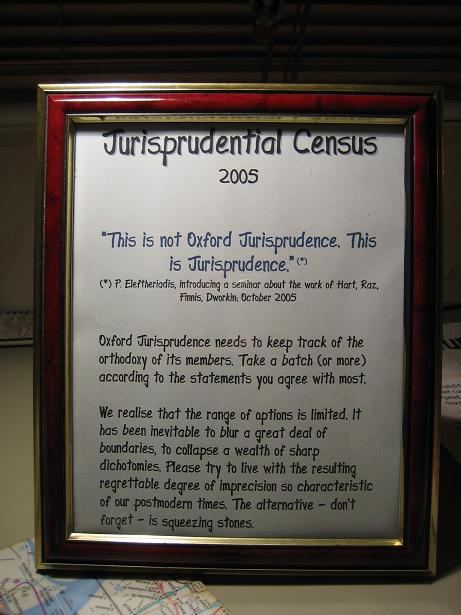 Jurisprudential Census
2005
"This is not Oxford Jurisprudence. This
is Jurisprudence."(*)
(*) P. Eleftheriadis, introducing a seminar about the work of Hart, Raz,
Finnis, Dworkin; October 2005
Oxford Jurisprudence needs to keep track of the
orthodoxy of its members. Take a batch (or more)
according to the statements you agree with most.
We realise that the range of options is limited. It
has been inevitable to blur a great deal of
boundaries, to collapse a wealth of sharp
dichotomies. Please try to live with the resulting
regrettable degree of imprecision so characteristic
of our postmodern times. The alternative - don't
forget - is squeezing stones.